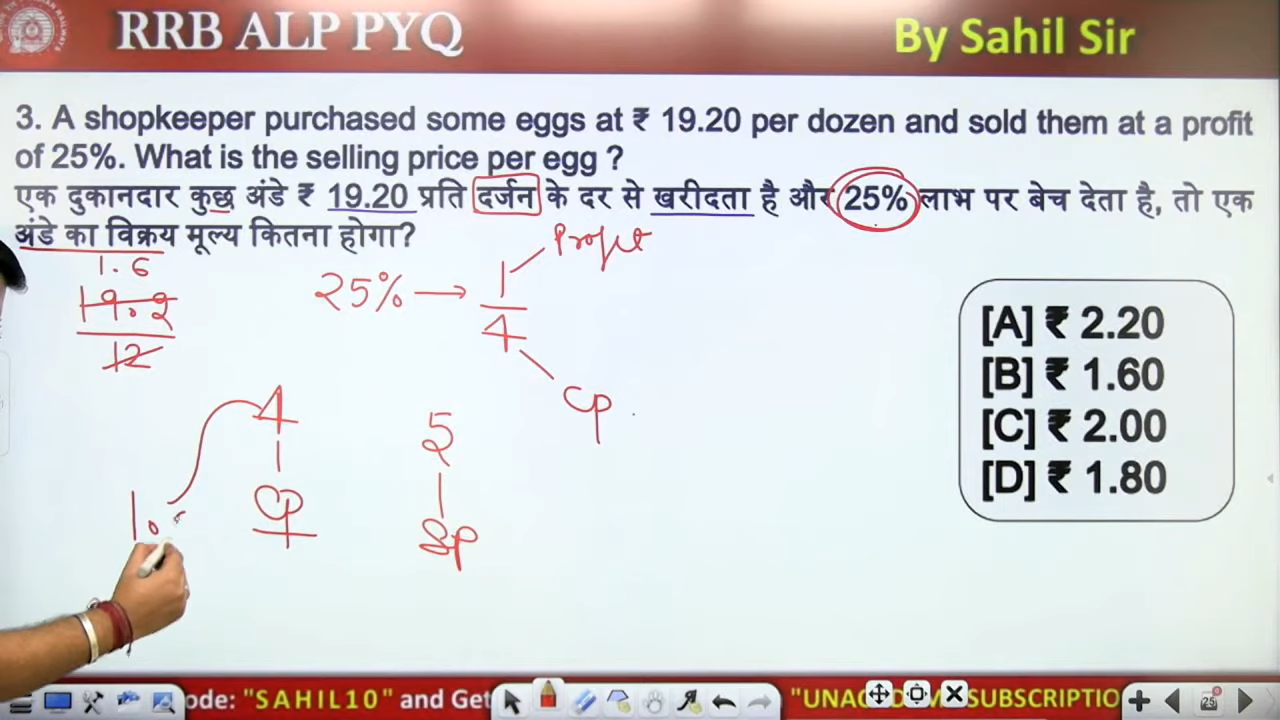 RRB ALP PYQ
By Sahil Sir
3. A shopkeeper purchased some eggs at ₹ 19.20 per dozen and sold them at a profit
of 25%. What is the selling price per egg ?
एक दुकानदार कुछ अंडे ₹ 19.20 प्रति दर्जन के दर से खरीदता है और 25% लाभ पर बेच देता है, तो एक
अंडे का विक्रय मूल्य कितना होगा?
1.6
19.2
12
25% → 1 Profit
4
CP
4
5
CP
SP
1.
[A] ₹ 2.20
[B] ₹ 1.60
[C] ₹ 2.00
[D] ₹ 1.80
ode: "SAHIL10" and Get
"UNAC
SUBSCRIPTIO
25